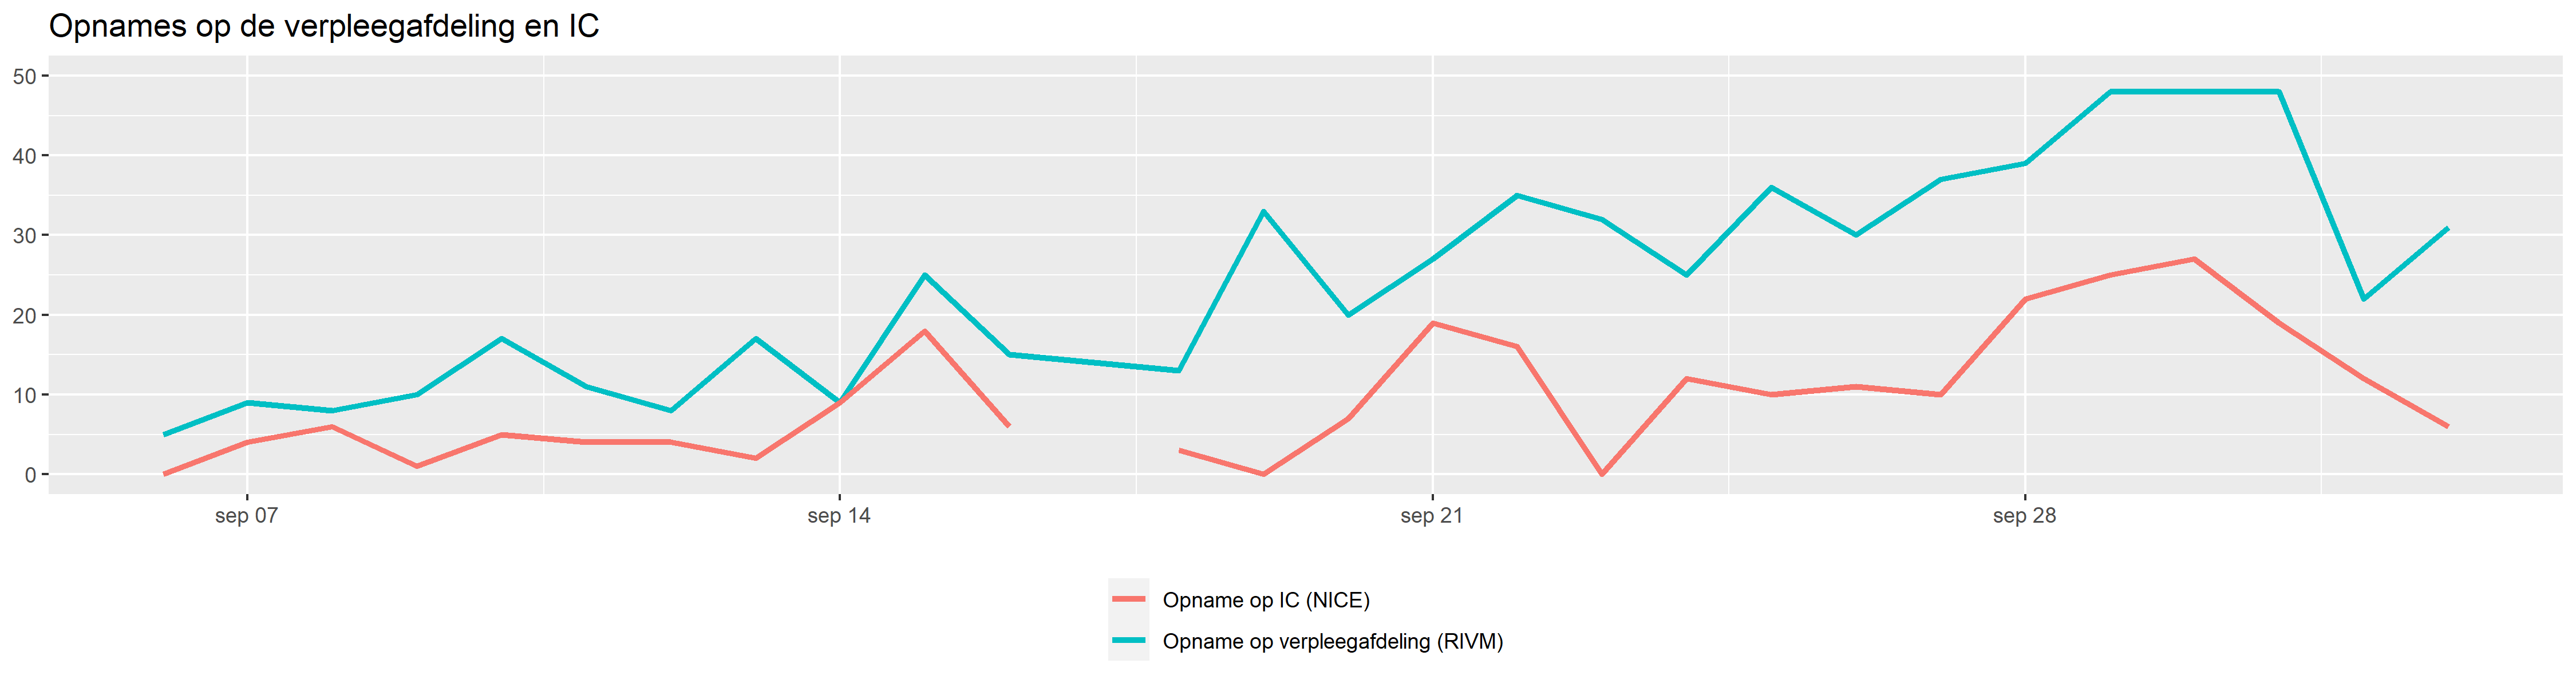 Opnames op de verpleegafdeling en IC
50
40
30
20
10
0
sep 07
sep 14
sep 21
sep 28
Opname op IC (NICE)
Opname op verpleegafdeling (RIVM)